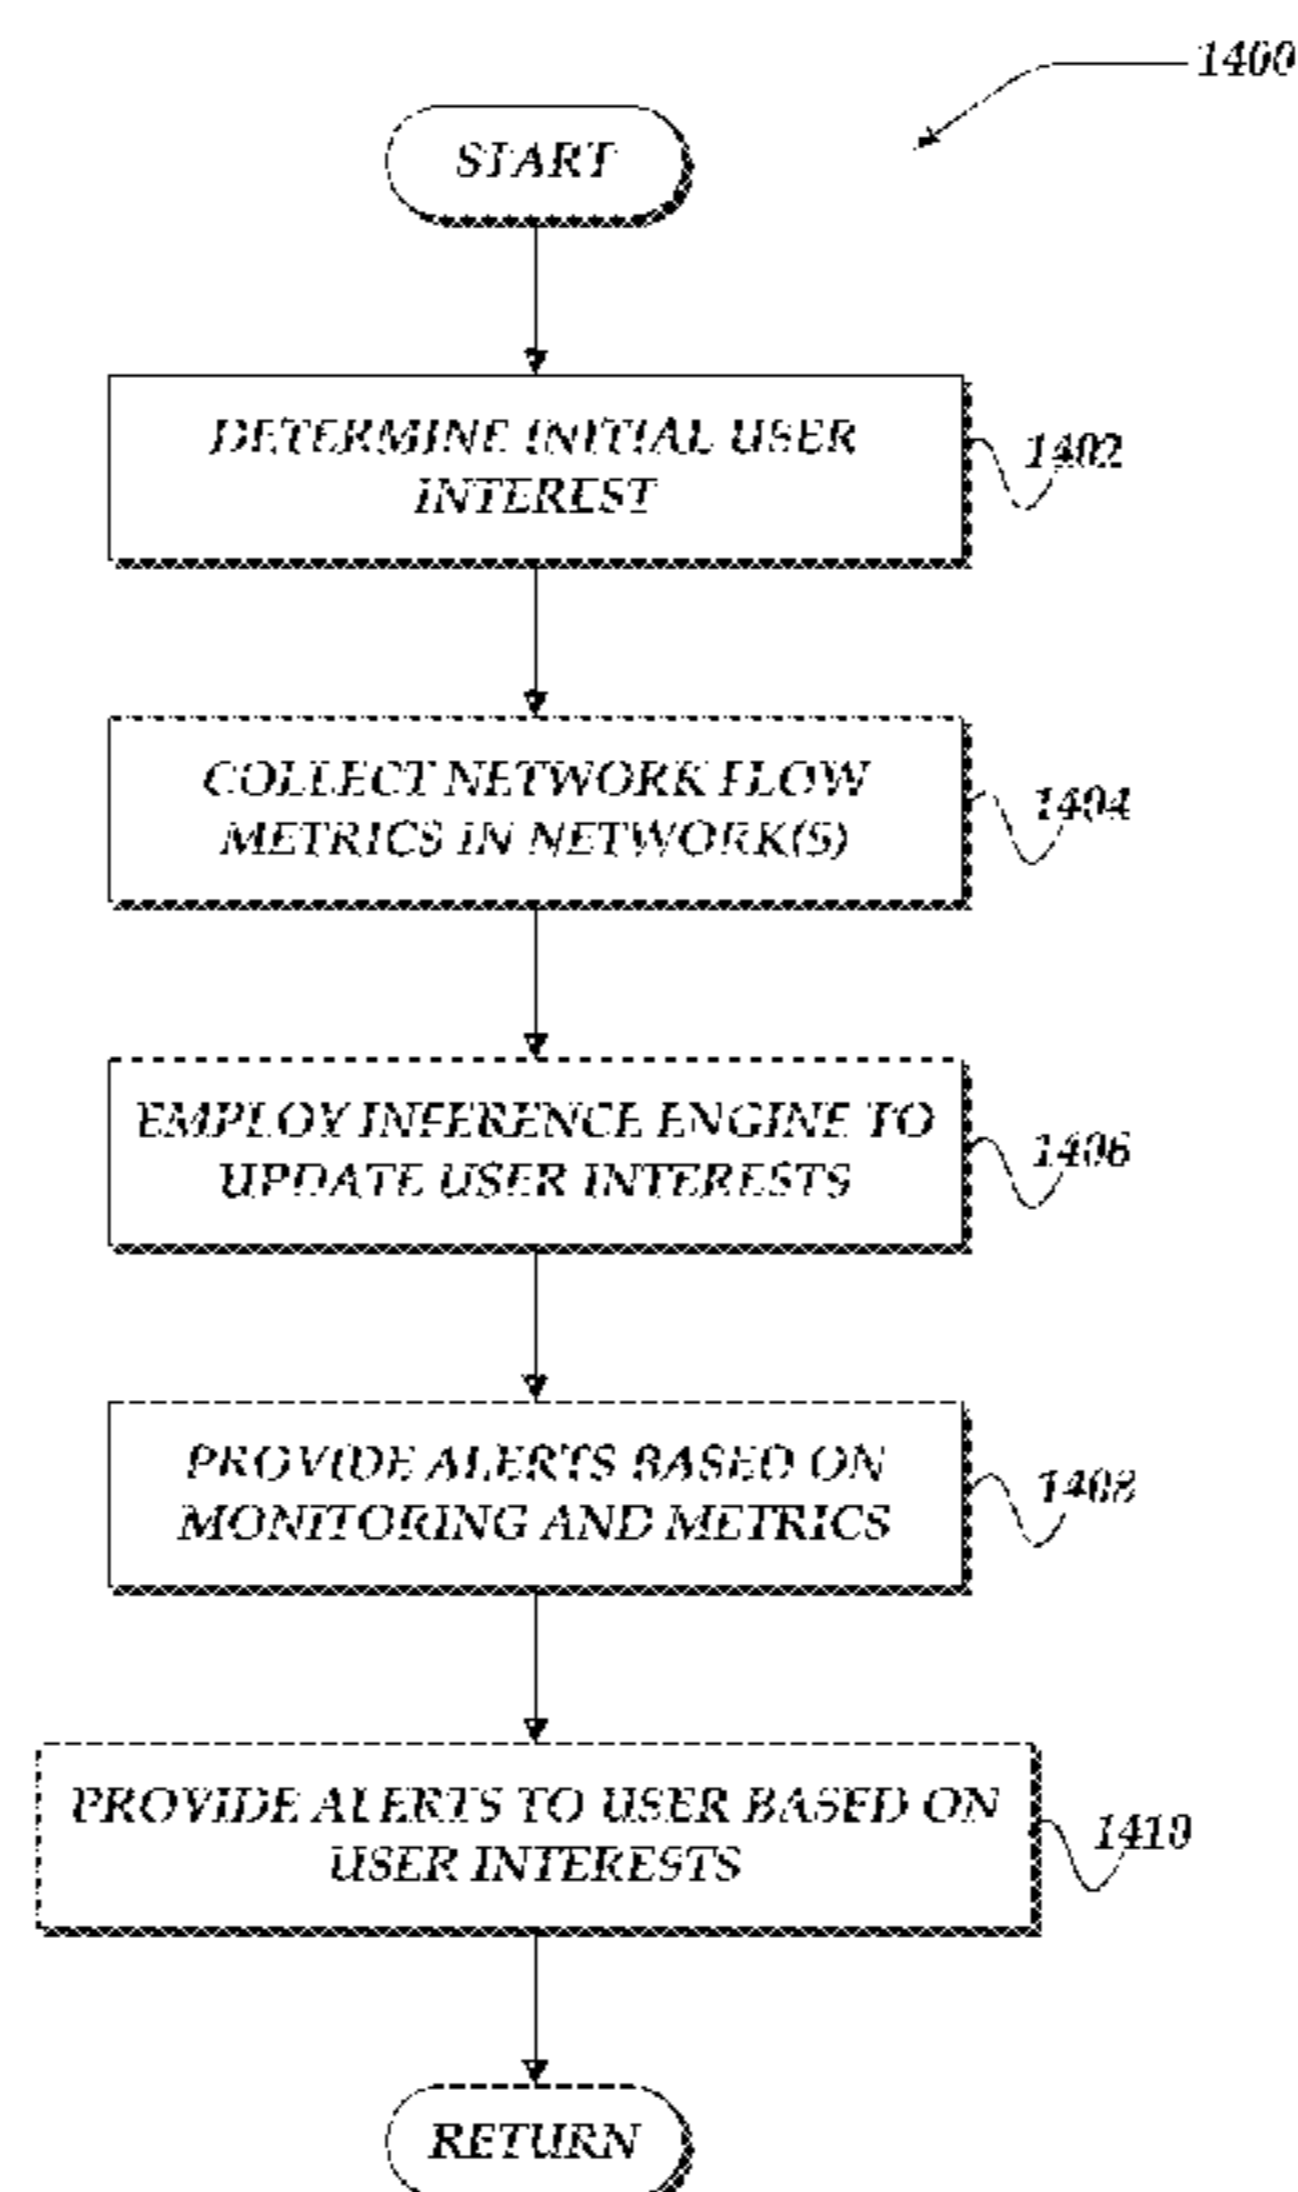 1400
START
DETERMINE INITIAL USER
INTEREST
1402
COLLECT NETWORK FLOW
METRICS IN NETWORK(S)
1404
EMPLOY INFERENCE ENGINE TO
UPDATE USER INTERESTS
1406
PROVIDE ALERTS BASED ON
MONITORING AND METRICS
1408
PROVIDE ALERTS TO USER BASED ON
USER INTERESTS
1410
RETURN